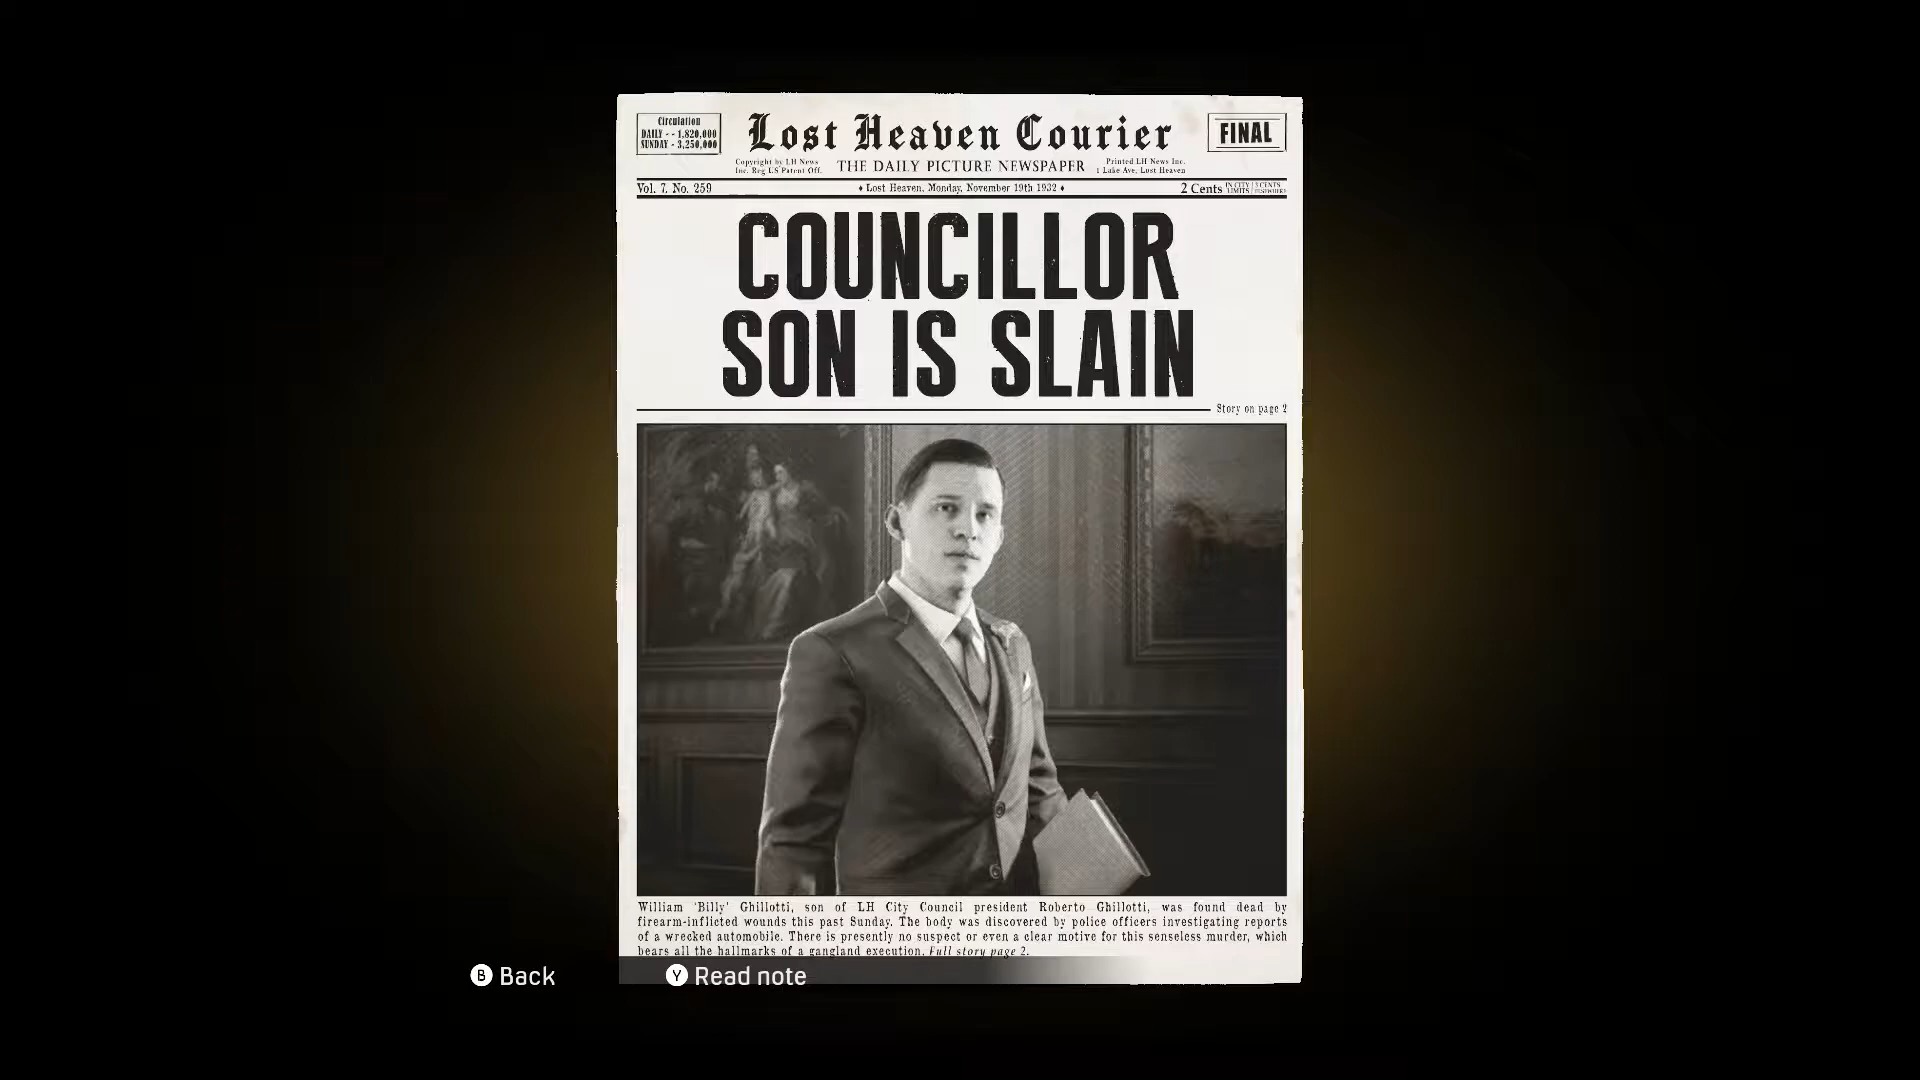 Circulation
DAILY - - 1,820,000
SUNDAY - 3,250,000
Lost Heaven Courier
FINAL
Copyright by LH News
Inc. Reg US Patent Off.
THE DAILY PICTURE NEWSPAPER
Printed LH News Inc.
1 Lake Ave, Lost Heaven
Vol. 7. No. 259
♦ Lost Heaven, Monday, November 19th 1932 ♦
2 Cents IN CITY LIMITS 3 CENTS ELSEWHERE
COUNCILLOR
SON IS SLAIN
Story on page 2
William 'Billy' Ghillotti, son of LH City Council president Roberto Ghillotti, was found dead by
firearm-inflicted wounds this past Sunday. The body was discovered by police officers investigating reports
of a wrecked automobile. There is presently no suspect or even a clear motive for this senseless murder, which
bears all the hallmarks of a gangland execution. Full story page 2.
B Back
Y Read note